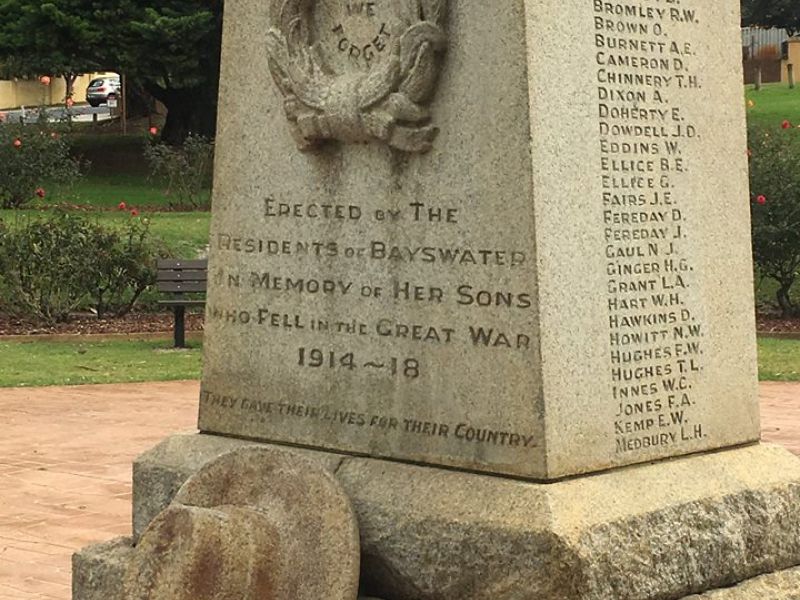 WE
FORGET
ERECTED BY THE
RESIDENTS OF BAYSWATER
IN MEMORY OF HER SONS
WHO FELL IN THE GREAT WAR
1914~18
THEY GAVE THEIR LIVES FOR THEIR COUNTRY.
BROMLEY R.W.
BROWN O.
BURNETT A.E.
CAMERON D.
CHINNERY T.H.
DIXON A.
DOHERTY E.
DOWDELL J.D.
EDDINS W.
ELLICE B.E.
ELLICE G.
FAIRS J.E.
FEREDAY D.
FEREDAY J.
GAUL N.J.
GINGER H.G.
GRANT L.A.
HART W.H.
HAWKINS D.
HOWITT N.W.
HUGHES F.W.
HUGHES T.L.
INNES W.C.
JONES F.A.
KEMP E.W.
MEDBURY L.H.